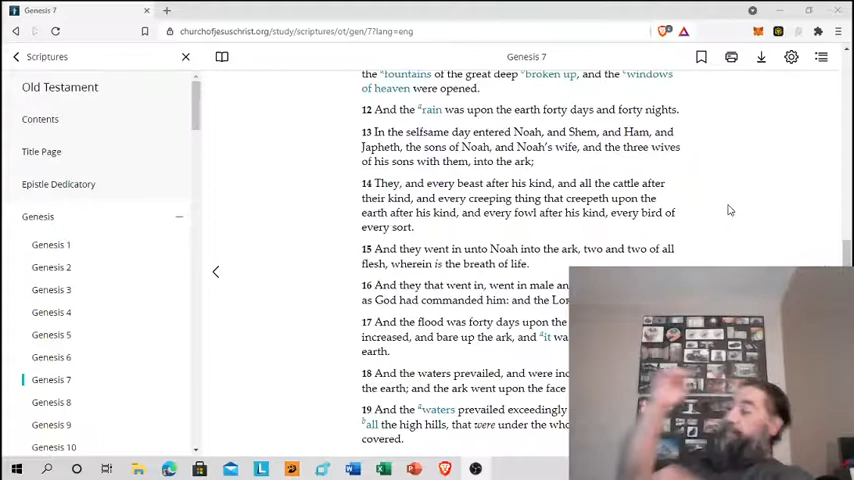 Genesis 7
churchofjesuschrist.org/study/scriptures/ot/gen/7?lang=eng
Scriptures
Genesis 7
Old Testament
Contents
Title Page
Epistle Dedicatory
Genesis
Genesis 1
Genesis 2
Genesis 3
Genesis 4
Genesis 5
Genesis 6
Genesis 7
Genesis 8
Genesis 9
Genesis 10
the fountains of the great deep broken up, and the windows
of heaven were opened.
12 And the rain was upon the earth forty days and forty nights.
13 In the selfsame day entered Noah, and Shem, and Ham, and
Japheth, the sons of Noah, and Noah's wife, and the three wives
of his sons with them, into the ark;
14 They, and every beast after his kind, and all the cattle after
their kind, and every creeping thing that creepeth upon the
earth after his kind, and every fowl after his kind, every bird of
every sort.
15 And they went in unto Noah into the ark, two and two of all
flesh, wherein is the breath of life.
16 And they that went in, went in male an
as God had commanded him: and the Lor
17 And the flood was forty days upon the
increased, and bare up the ark, and it wa
earth.
18 And the waters prevailed, and were inc
the earth; and the ark went upon the face
19 And the waters prevailed exceedingly
all the high hills, that were under the who
covered.